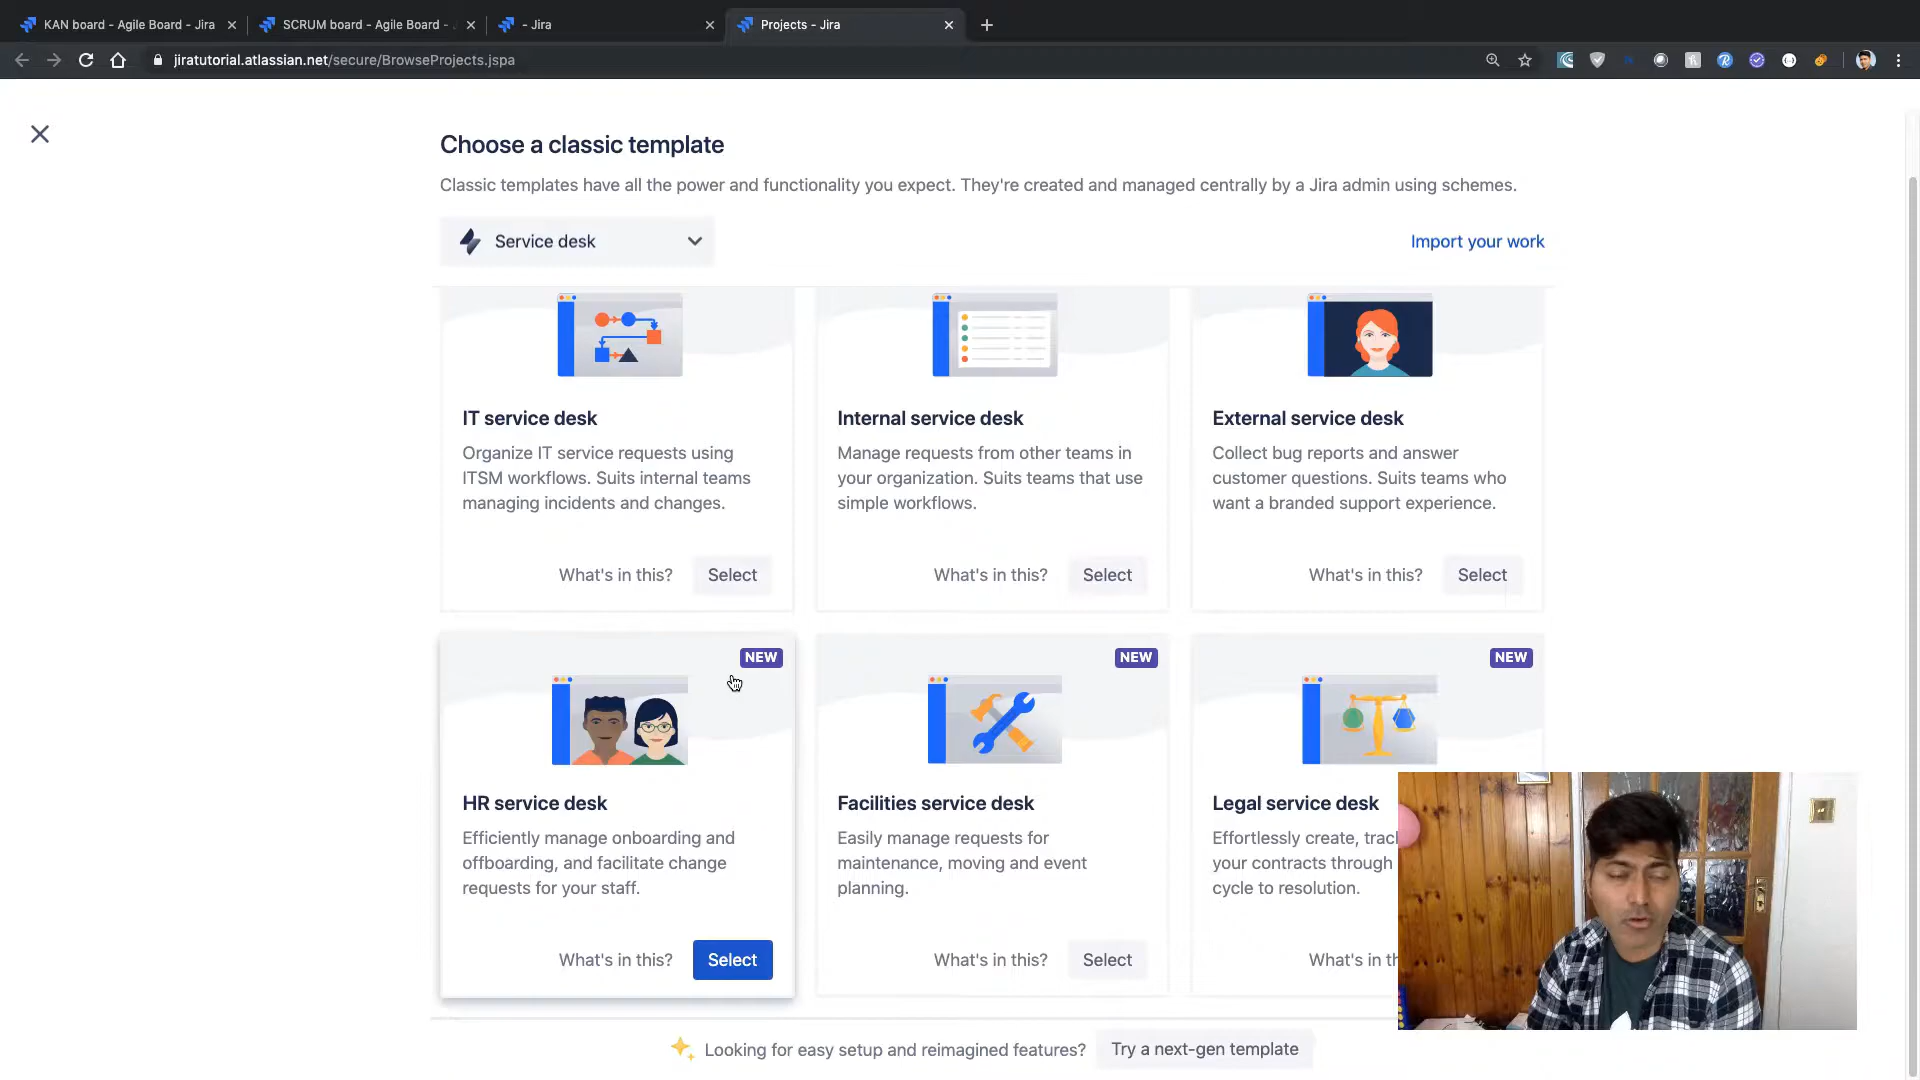 KAN board - Agile Board - Jira
SCRUM board - Agile Board -
- Jira
Projects - Jira
jiratutorial.atlassian.net/secure/BrowseProjects.jspa
Choose a classic template
Classic templates have all the power and functionality you expect. They're created and managed centrally by a Jira admin using schemes.
Service desk
Import your work
IT service desk
Organize IT service requests using
ITSM workflows. Suits internal teams
managing incidents and changes.
What's in this? Select
Internal service desk
Manage requests from other teams in
your organization. Suits teams that use
simple workflows.
What's in this? Select
External service desk
Collect bug reports and answer
customer questions. Suits teams who
want a branded support experience.
What's in this? Select
NEW
HR service desk
Efficiently manage onboarding and
offboarding, and facilitate change
requests for your staff.
What's in this? Select
NEW
Facilities service desk
Easily manage requests for
maintenance, moving and event
planning.
What's in this? Select
NEW
Legal service desk
Effortlessly create,
your contracts through
cycle to resolution.
What's in
Looking for easy setup and reimagined features? Try a next-gen template